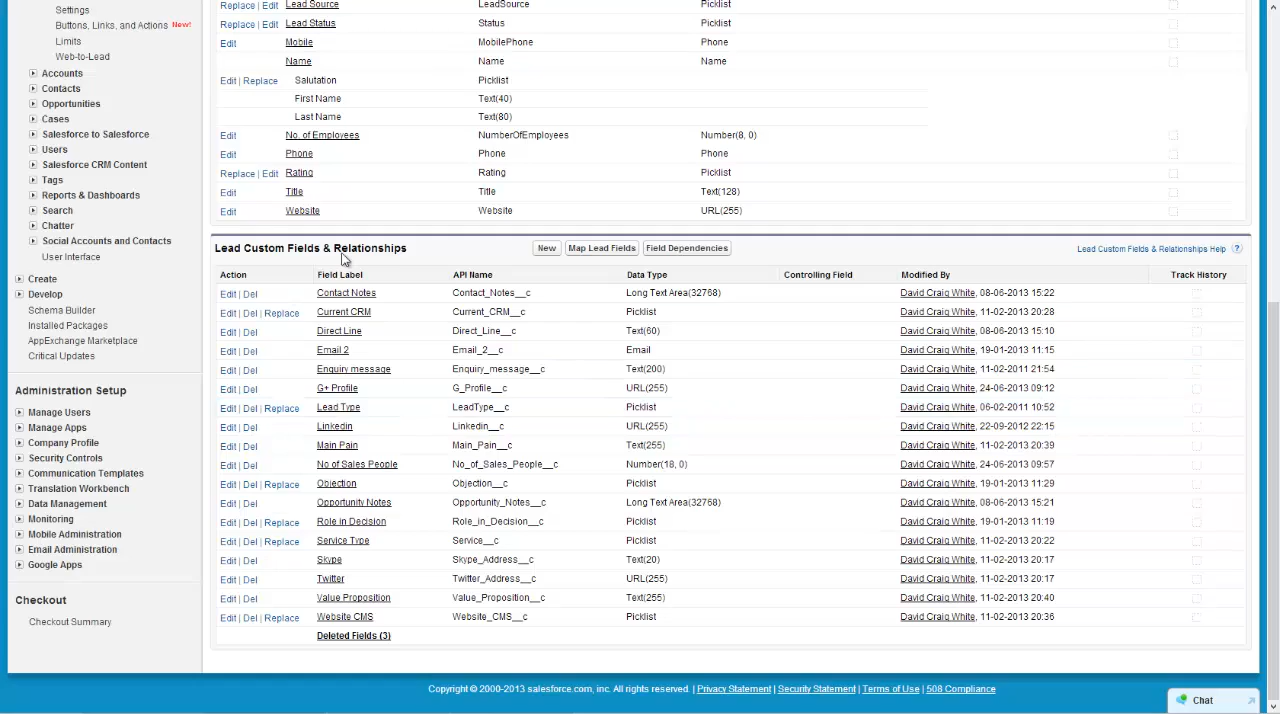 Settings
Buttons, Links, and Actions New!
Limits
Web-to-Lead
Accounts
Contacts
Opportunities
Cases
Salesforce to Salesforce
Users
Salesforce CRM Content
Tags
Reports & Dashboards
Search
Chatter
Social Accounts and Contacts
User Interface
Create
Develop
Schema Builder
Installed Packages
AppExchange Marketplace
Critical Updates
Administration Setup
Manage Users
Manage Apps
Company Profile
Security Controls
Communication Templates
Translation Workbench
Data Management
Monitoring
Mobile Administration
Email Administration
Google Apps
Checkout
Checkout Summary
Replace | Edit Lead Source LeadSource Picklist
Replace | Edit Lead Status Status Picklist
Edit Mobile MobilePhone Phone
Name Name Name
Edit | Replace Salutation Picklist
First Name Text(40)
Last Name Text(80)
Edit No. of Employees NumberOfEmployees Number(8, 0)
Edit Phone Phone Phone
Replace | Edit Rating Rating Picklist
Edit Title Title Text(128)
Edit Website Website URL(255)
Lead Custom Fields & Relationships New Map Lead Fields Field Dependencies Lead Custom Fields & Relationships Help ?
Action Field Label API Name Data Type Controlling Field Modified By Track History
Edit | Del Contact Notes Contact_Notes__c Long Text Area(32768) David Craig White, 08-06-2013 15:22
Edit | Del | Replace Current CRM Current_CRM__c Picklist David Craig White, 11-02-2013 20:28
Edit | Del Direct Line Direct_Line__c Text(60) David Craig White, 08-06-2013 15:10
Edit | Del Email 2 Email_2__c Email David Craig White, 19-01-2013 11:15
Edit | Del Enquiry message Enquiry_message__c Text(200) David Craig White, 11-02-2011 21:54
Edit | Del G+ Profile G_Profile__c URL(255) David Craig White, 24-06-2013 09:12
Edit | Del | Replace Lead Type LeadType__c Picklist David Craig White, 06-02-2011 10:52
Edit | Del Linkedin Linkedin__c URL(255) David Craig White, 22-09-2012 22:15
Edit | Del Main Pain Main_Pain__c Text(255) David Craig White, 11-02-2013 20:39
Edit | Del No of Sales People No_of_Sales_People__c Number(18, 0) David Craig White, 24-06-2013 09:57
Edit | Del | Replace Objection Objection__c Picklist David Craig White, 19-01-2013 11:29
Edit | Del Opportunity Notes Opportunity_Notes__c Long Text Area(32768) David Craig White, 08-06-2013 15:21
Edit | Del | Replace Role in Decision Role_in_Decision__c Picklist David Craig White, 19-01-2013 11:19
Edit | Del | Replace Service Type Service__c Picklist David Craig White, 11-02-2013 20:22
Edit | Del Skype Skype_Address__c Text(20) David Craig White, 11-02-2013 20:17
Edit | Del Twitter Twitter_Address__c URL(255) David Craig White, 11-02-2013 20:17
Edit | Del Value Proposition Value_Proposition__c Text(255) David Craig White, 11-02-2013 20:40
Edit | Del | Replace Website CMS Website_CMS__c Picklist David Craig White, 11-02-2013 20:36
Deleted Fields (3)
Copyright © 2000-2013 salesforce.com, inc. All rights reserved. | Privacy Statement | Security Statement | Terms of Use | 508 Compliance
Chat